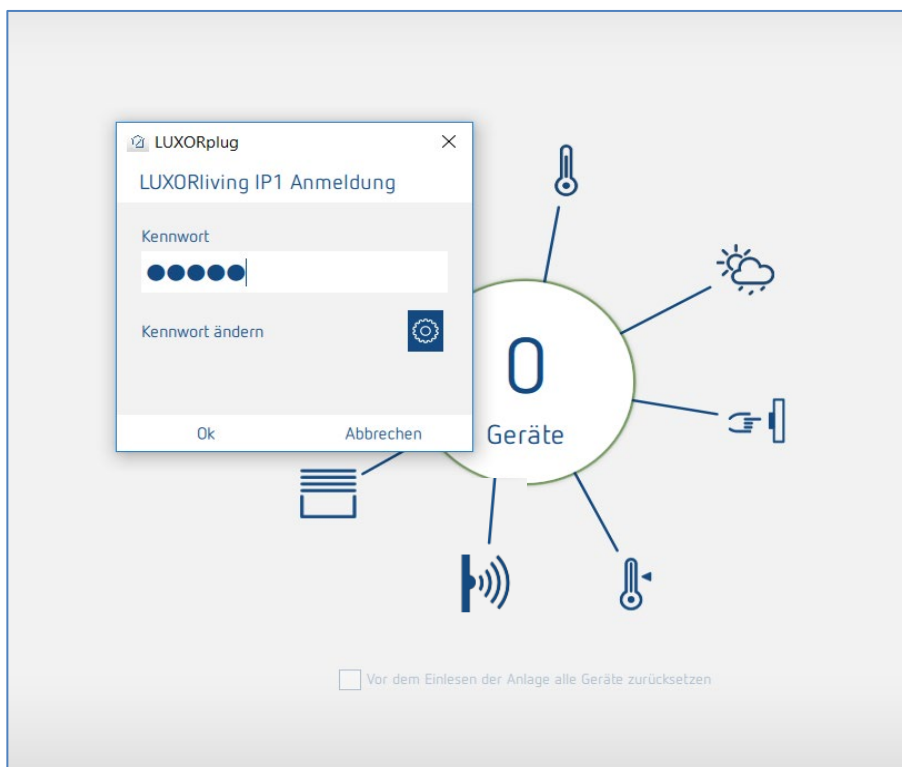 LUXORplug
LUXORliving IP1 Anmeldung
Kennwort
Kennwort ändern
Ok Abbrechen
0
Geräte
Vor dem Einlesen der Anlage alle Geräte zurücksetzen